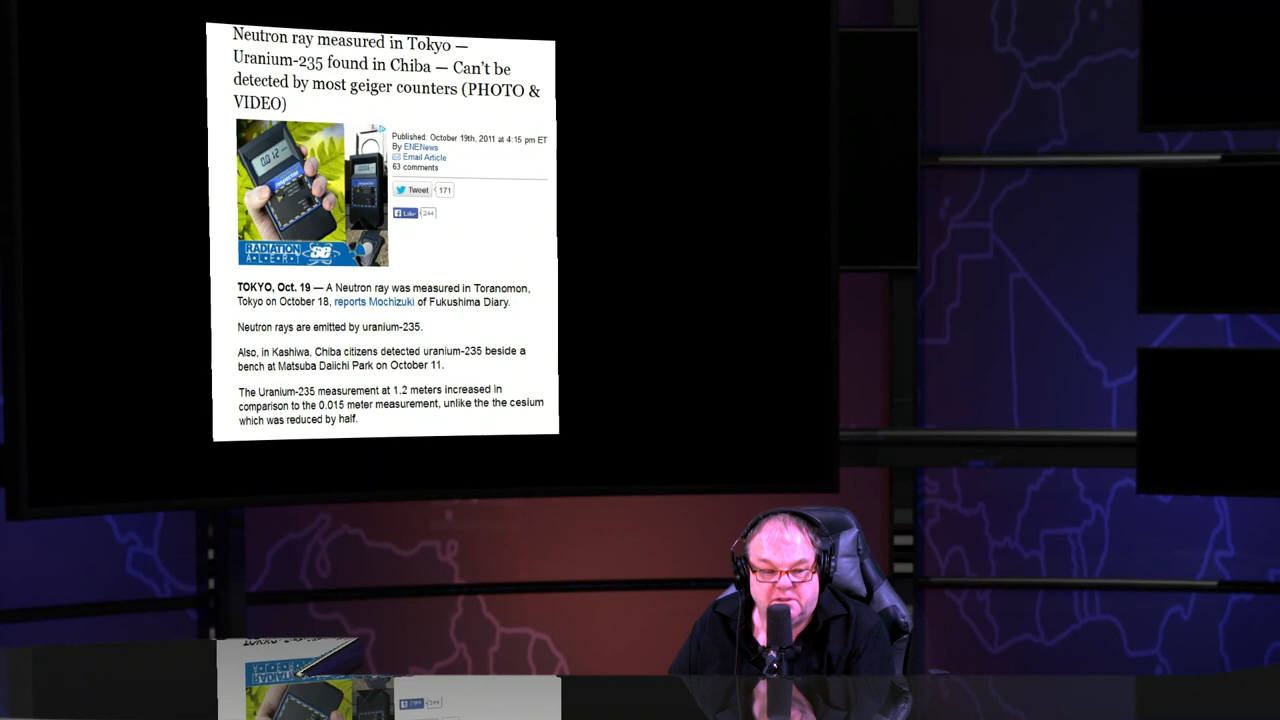 Neutron ray measured in Tokyo —
Uranium-235 found in Chiba — Can't be
detected by most geiger counters (PHOTO &
VIDEO)
Published: October 19th, 2011 at 4:15 pm ET
By ENENews
Email Article
63 comments
Tweet 171
Like 244
0.012
RADIATION
A•L•E•R•T
se
TOKYO, Oct. 19 — A Neutron ray was measured in Toranomon,
Tokyo on October 18, reports Mochizuki of Fukushima Diary.
Neutron rays are emitted by uranium-235.
Also, in Kashiwa, Chiba citizens detected uranium-235 beside a
bench at Matsuba Daiichi Park on October 11.
The Uranium-235 measurement at 1.2 meters increased in
comparison to the 0.015 meter measurement, unlike the the cesium
which was reduced by half.